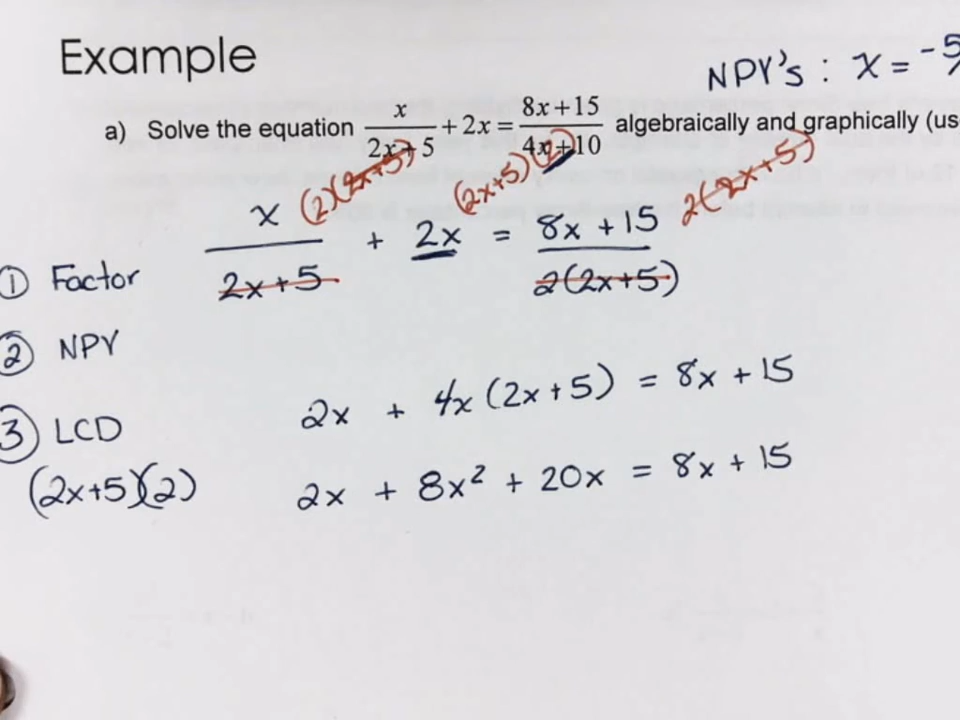 Example
NPV's : x = -5/
a) Solve the equation x/(2x+5) + 2x = (8x+15)/(4x+10) algebraically and graphically (us
x (2)(2x+5) (2x+5)(2) 2(2x+5)
x/(2x+5) + 2x = (8x+15)/(2(2x+5))
① Factor
② NPV
2x + 4x(2x+5) = 8x+15
③ LCD
(2x+5)(2)
2x + 8x² + 20x = 8x+15